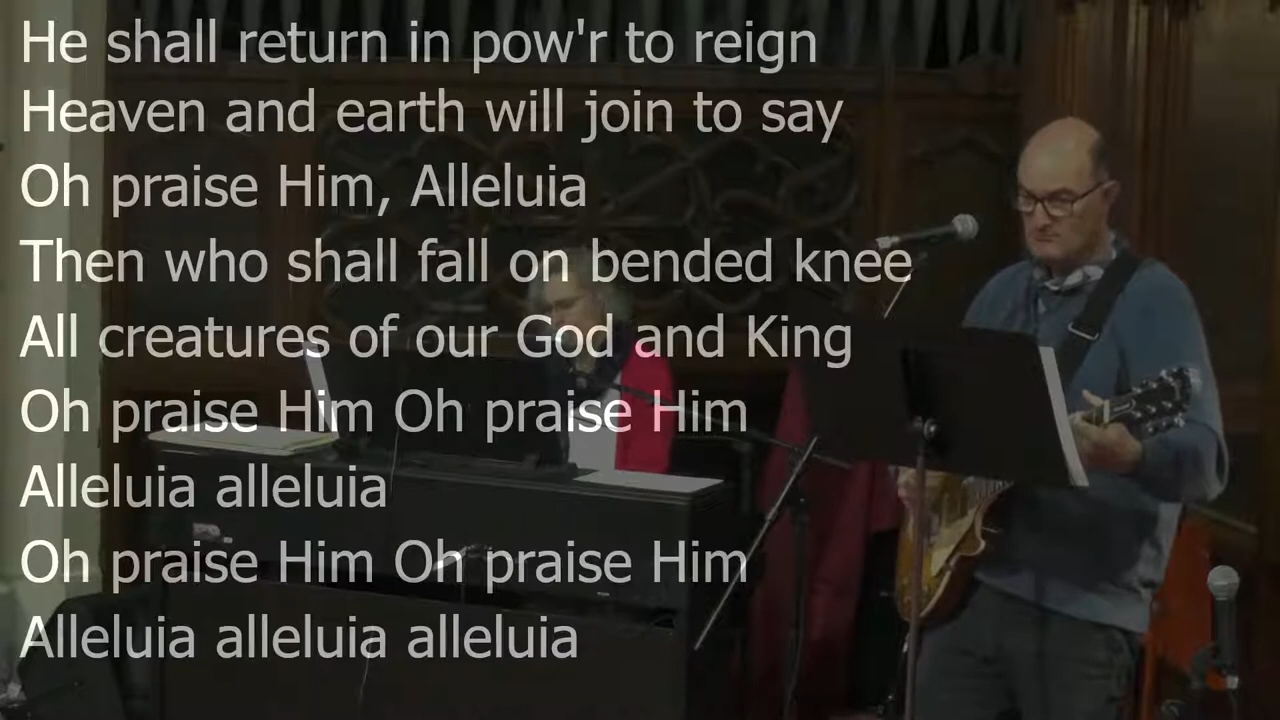 He shall return in pow'r to reign
Heaven and earth will join to say
Oh praise Him, Alleluia
Then who shall fall on bended knee
All creatures of our God and King
Oh praise Him Oh praise Him
Alleluia alleluia
Oh praise Him Oh praise Him
Alleluia alleluia alleluia